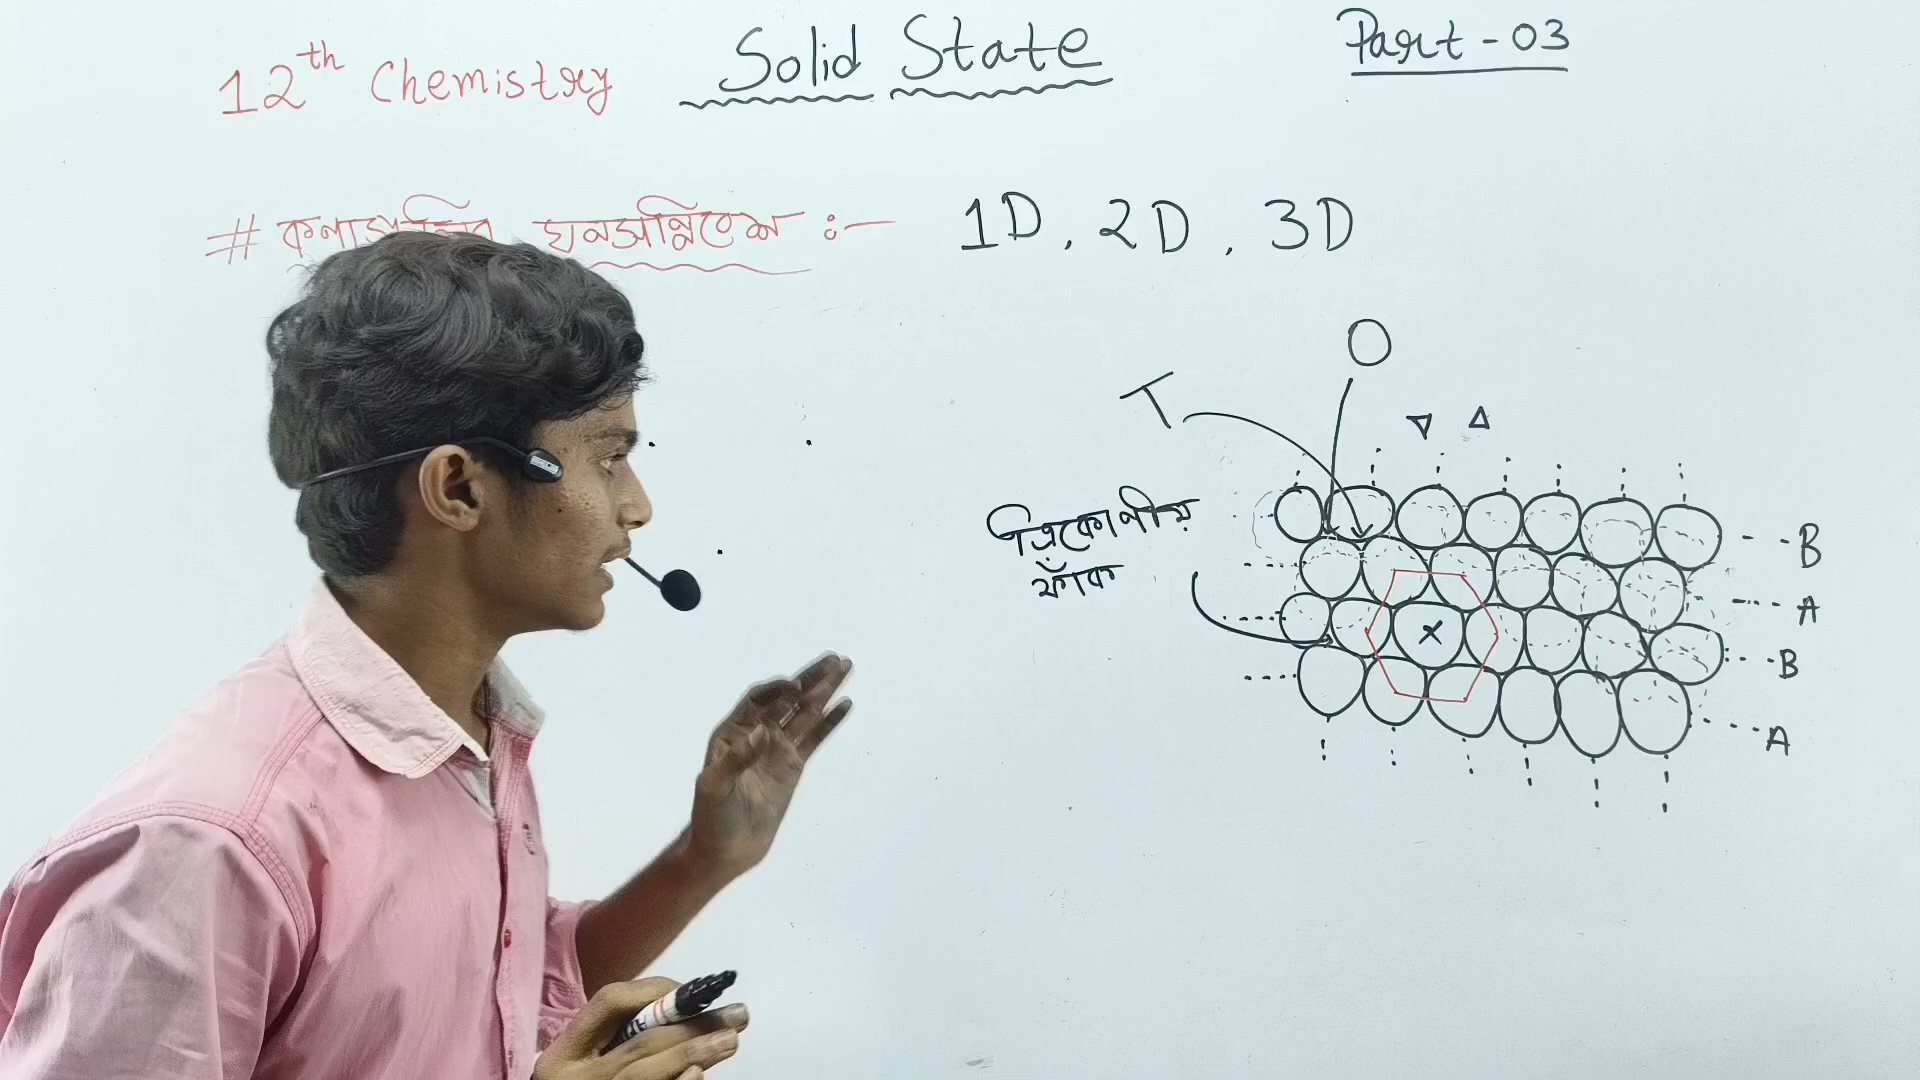 12th Chemistry
Solid State
Part - 03
# ঘনসন্নিবেশ :-
1D, 2D, 3D
O
T
ত্রিকোণীয়
ফাঁক
x
B
A
B
A